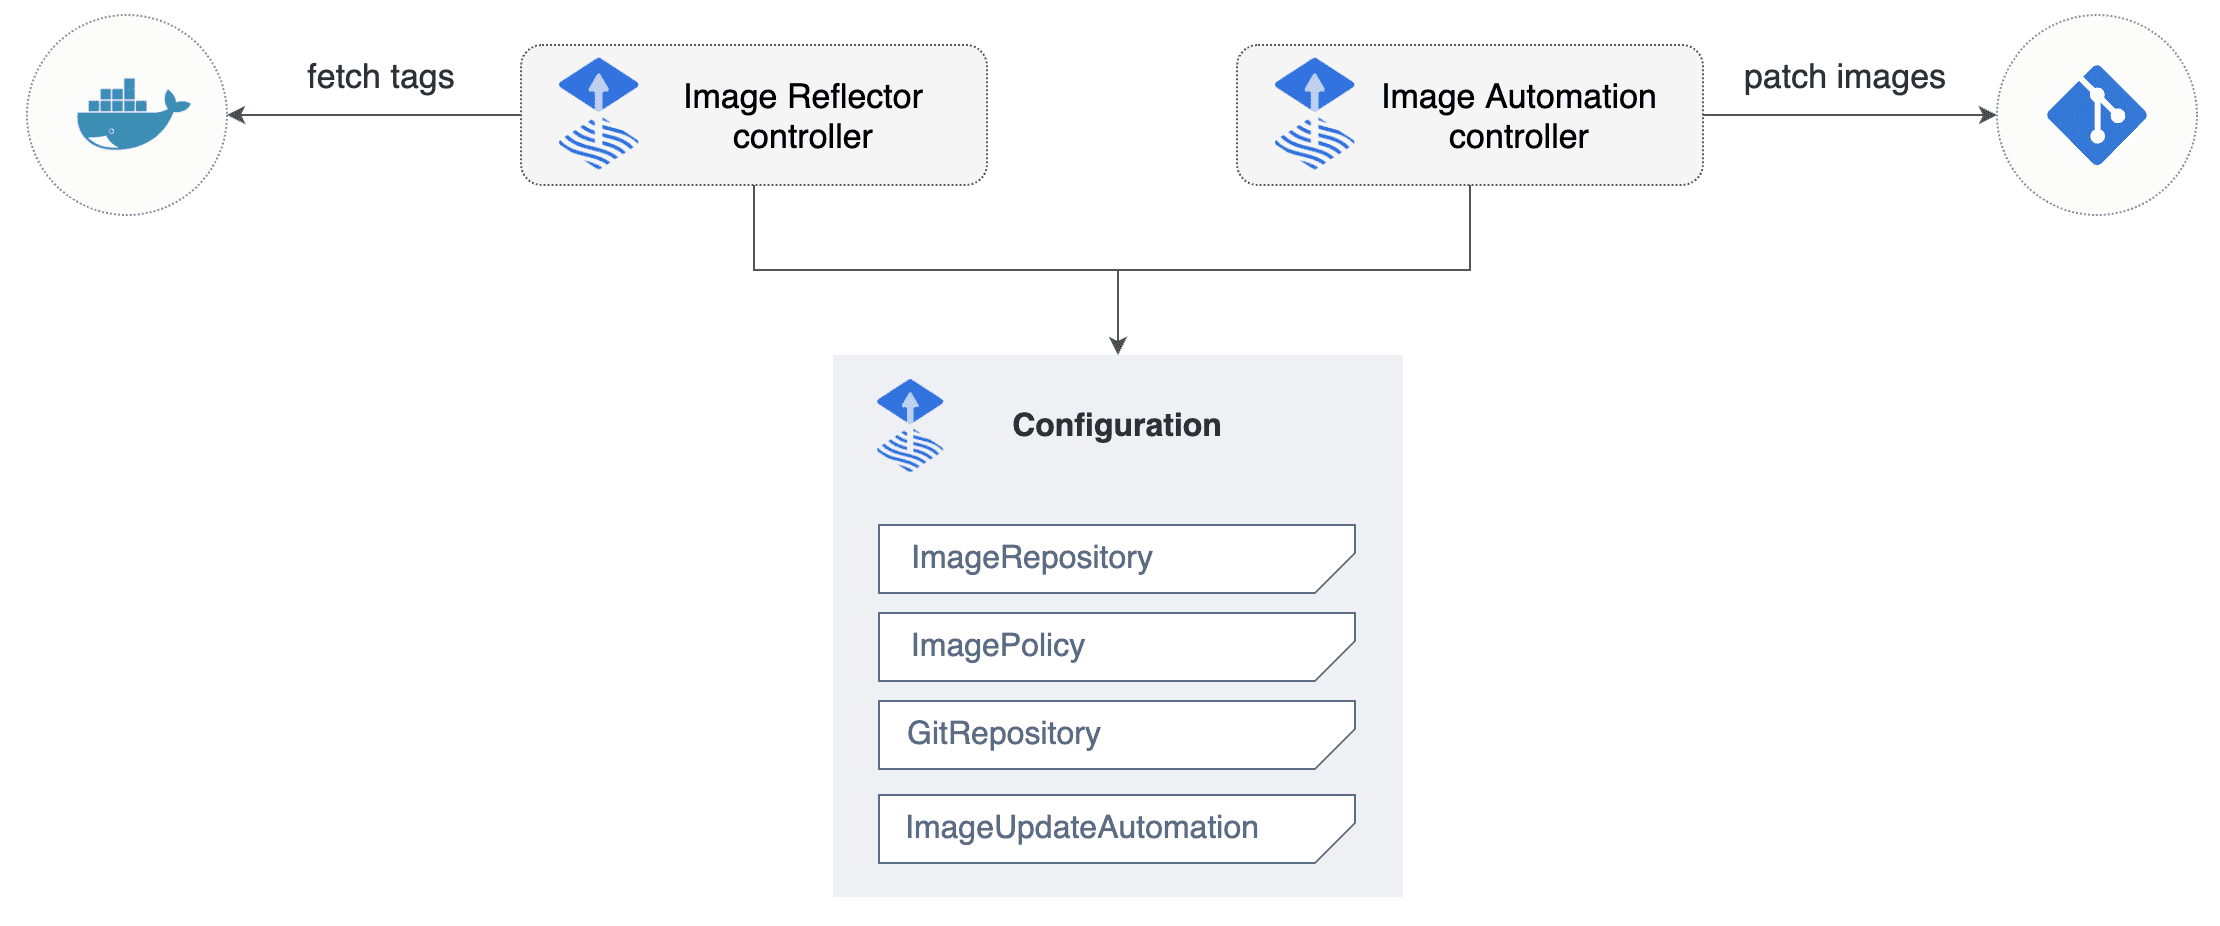 fetch tags
Image Reflector
controller
Image Automation
controller
patch images
Configuration
ImageRepository
ImagePolicy
GitRepository
ImageUpdateAutomation